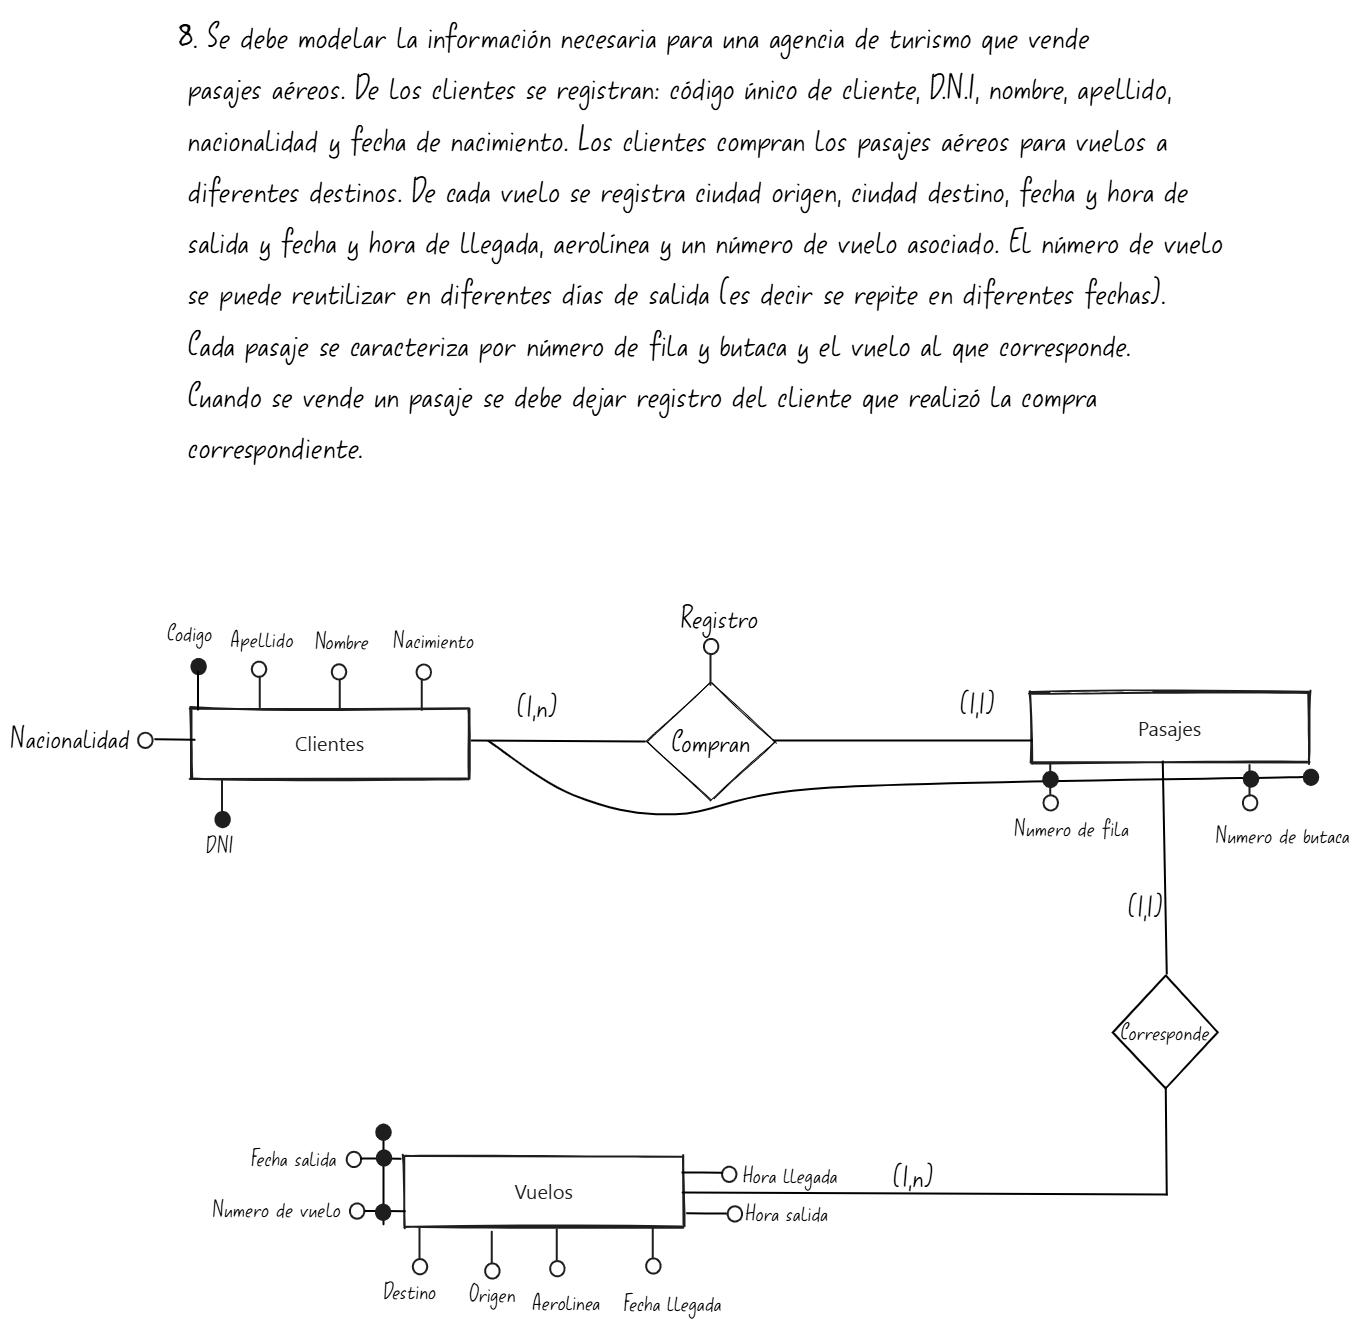 8. Se debe modelar la información necesaria para una agencia de turismo que vende
pasajes aéreos. De los clientes se registran: código único de cliente, D.N.I, nombre, apellido,
nacionalidad y fecha de nacimiento. Los clientes compran los pasajes aéreos para vuelos a
diferentes destinos. De cada vuelo se registra ciudad origen, ciudad destino, fecha y hora de
salida y fecha y hora de llegada, aerolínea y un número de vuelo asociado. El número de vuelo
se puede reutilizar en diferentes días de salida (es decir se repite en diferentes fechas).
Cada pasaje se caracteriza por número de fila y butaca y el vuelo al que corresponde.
Cuando se vende un pasaje se debe dejar registro del cliente que realizó la compra
correspondiente.
Registro
Codigo Apellido Nombre Nacimiento
(1,n) (1,1)
Nacionalidad Clientes Compran Pasajes
DNI
Numero de fila Numero de butaca
(1,1)
Corresponde
Fecha salida
Numero de vuelo
Vuelos
Hora llegada
(1,n)
Hora salida
Destino Origen Aerolinea Fecha llegada